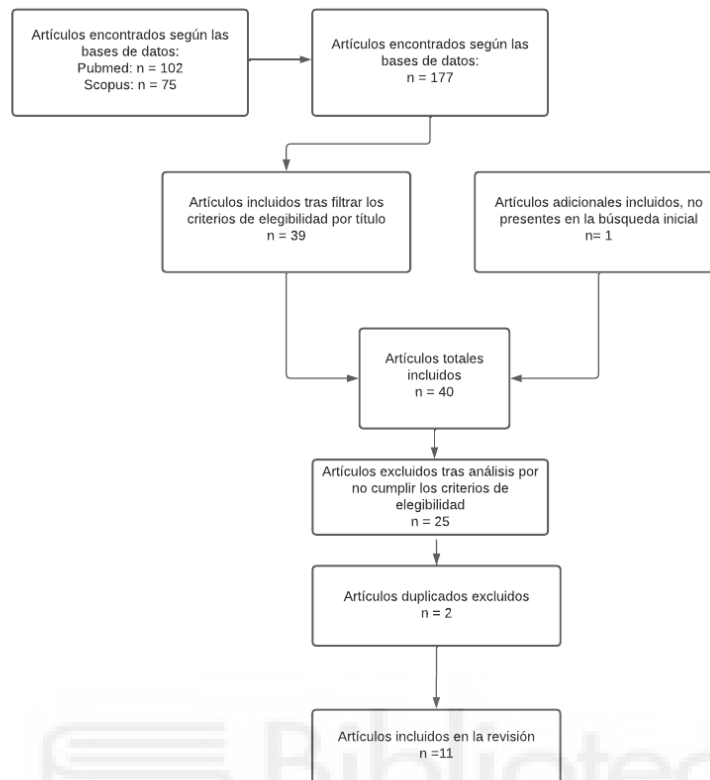 Artículos encontrados según las
bases de datos:
Pubmed: n = 102
Scopus: n = 75
Artículos encontrados según las
bases de datos:
n = 177
Artículos incluidos tras filtrar los
criterios de elegibilidad por título
n = 39
Artículos adicionales incluidos, no
presentes en la búsqueda inicial
n= 1
Artículos totales
incluidos
n = 40
Artículos excluidos tras análisis por
no cumplir los criterios de
elegibilidad
n = 25
Artículos duplicados excluidos
n = 2
Artículos incluidos en la revisión
n =11